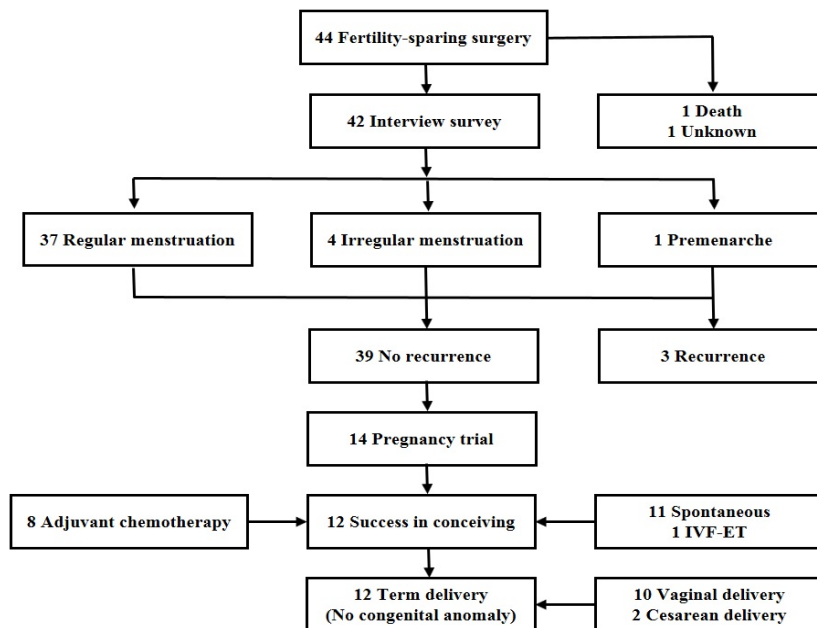 44 Fertility-sparing surgery
1 Death
1 Unknown
42 Interview survey
37 Regular menstruation
4 Irregular menstruation
1 Premenarche
39 No recurrence
3 Recurrence
14 Pregnancy trial
8 Adjuvant chemotherapy
12 Success in conceiving
11 Spontaneous
1 IVF-ET
12 Term delivery
(No congenital anomaly)
10 Vaginal delivery
2 Cesarean delivery